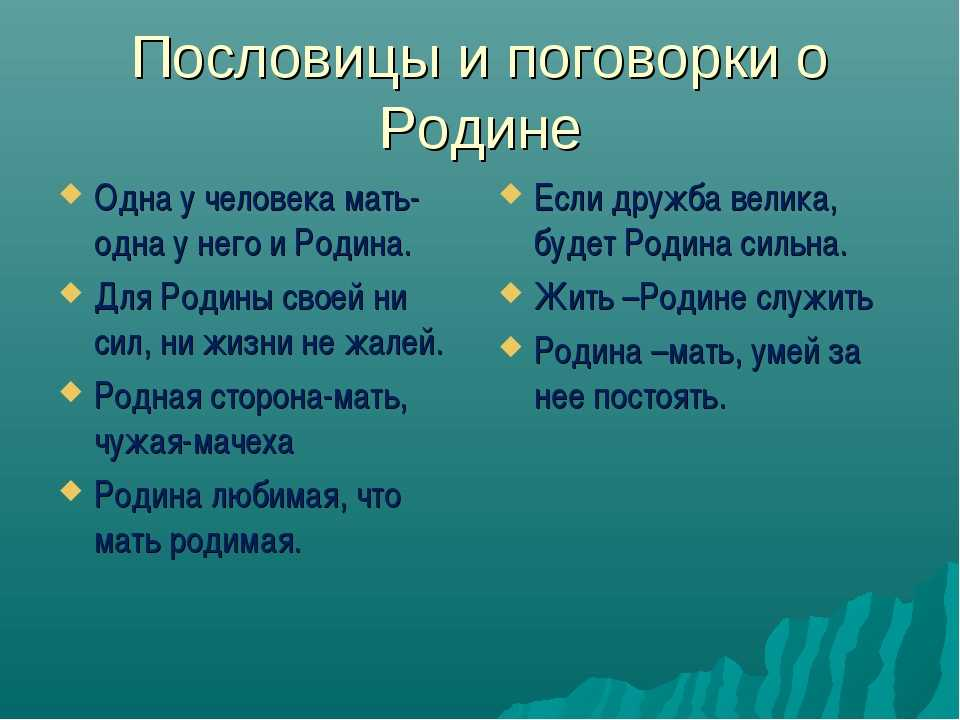 Пословицы и поговорки о
Родине
Одна у человека мать-
одна у него и Родина.
Для Родины своей ни
сил, ни жизни не жалей.
Родная сторона-мать,
чужая-мачеха
Родина любимая, что
мать родимая.
Если дружба велика,
будет Родина сильна.
Жить –Родине служить
Родина –мать, умей за
нее постоять.